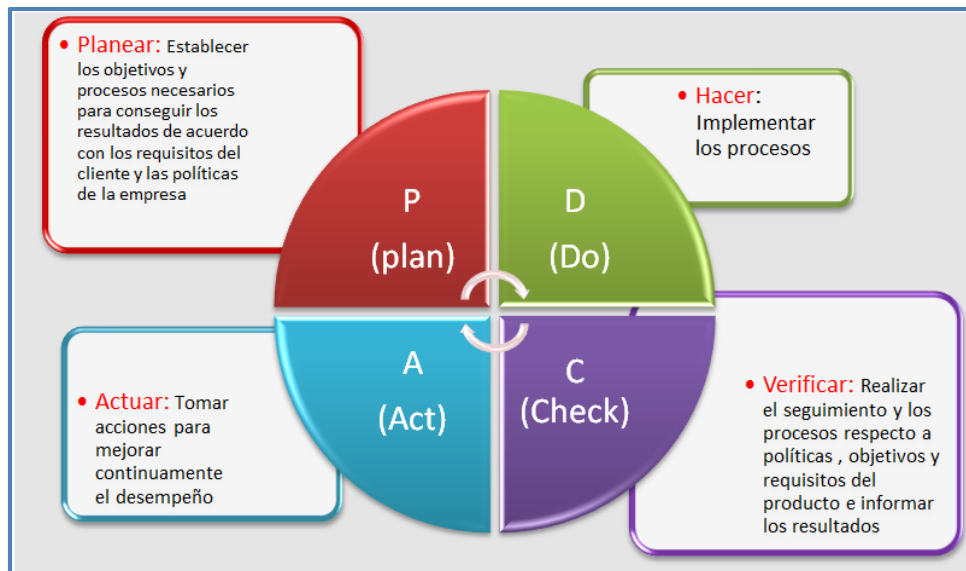 • Planear: Establecer
los objetivos y
procesos necesarios
para conseguir los
resultados de acuerdo
con los requisitos del
cliente y las políticas
de la empresa
• Hacer:
Implementar
los procesos
P
(plan)
D
(Do)
A
(Act)
C
(Check)
• Actuar: Tomar
acciones para
mejorar
continuamente
el desempeño
• Verificar: Realizar
el seguimiento y los
procesos respecto a
políticas , objetivos y
requisitos del
producto e informar
los resultados